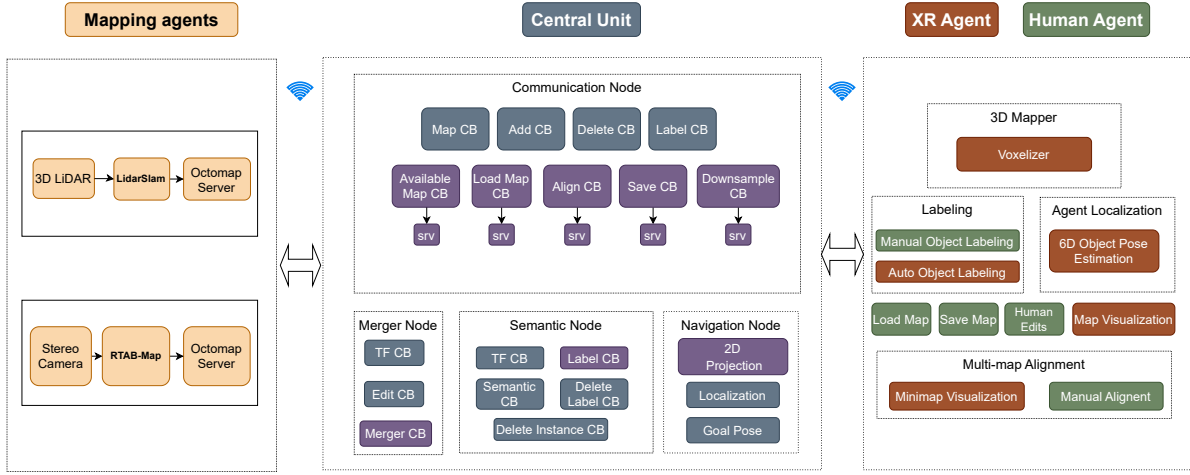 Mapping agents
Central Unit
XR Agent
Human Agent
3D LiDAR
LidarSlam
Octomap
Server
Stereo
Camera
RTAB-Map
Octomap
Server
Communication Node
Map CB
Add CB
Delete CB
Label CB
Available
Map CB
Load Map
CB
Align CB
Save CB
Downsample
CB
srv
srv
srv
srv
srv
Merger Node
TF CB
Edit CB
Merger CB
Semantic Node
TF CB
Label CB
Semantic
CB
Delete
Label CB
Delete Instance CB
Navigation Node
2D
Projection
Localization
Goal Pose
3D Mapper
Voxelizer
Labeling
Manual Object Labeling
Auto Object Labeling
Agent Localization
6D Object Pose
Estimation
Load Map
Save Map
Human
Edits
Map Visualization
Multi-map Alignment
Minimap Visualization
Manual Alignent